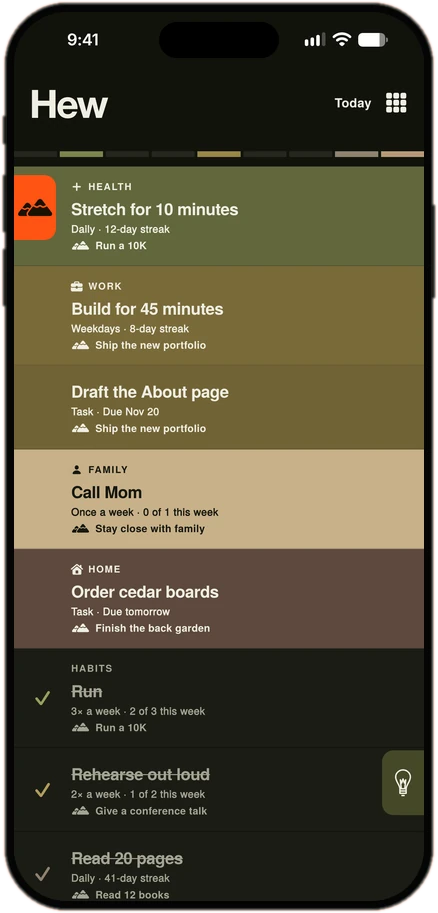 9:41
Hew
Today
HEALTH
Stretch for 10 minutes
Daily · 12-day streak
Run a 10K
WORK
Build for 45 minutes
Weekdays · 8-day streak
Ship the new portfolio
Draft the About page
Task · Due Nov 20
Ship the new portfolio
FAMILY
Call Mom
Once a week · 0 of 1 this week
Stay close with family
HOME
Order cedar boards
Task · Due tomorrow
Finish the back garden
HABITS
Run
3× a week · 2 of 3 this week
Run a 10K
Rehearse out loud
2× a week · 1 of 2 this week
Give a conference talk
Read 20 pages
Daily · 41-day streak
Read 12 books